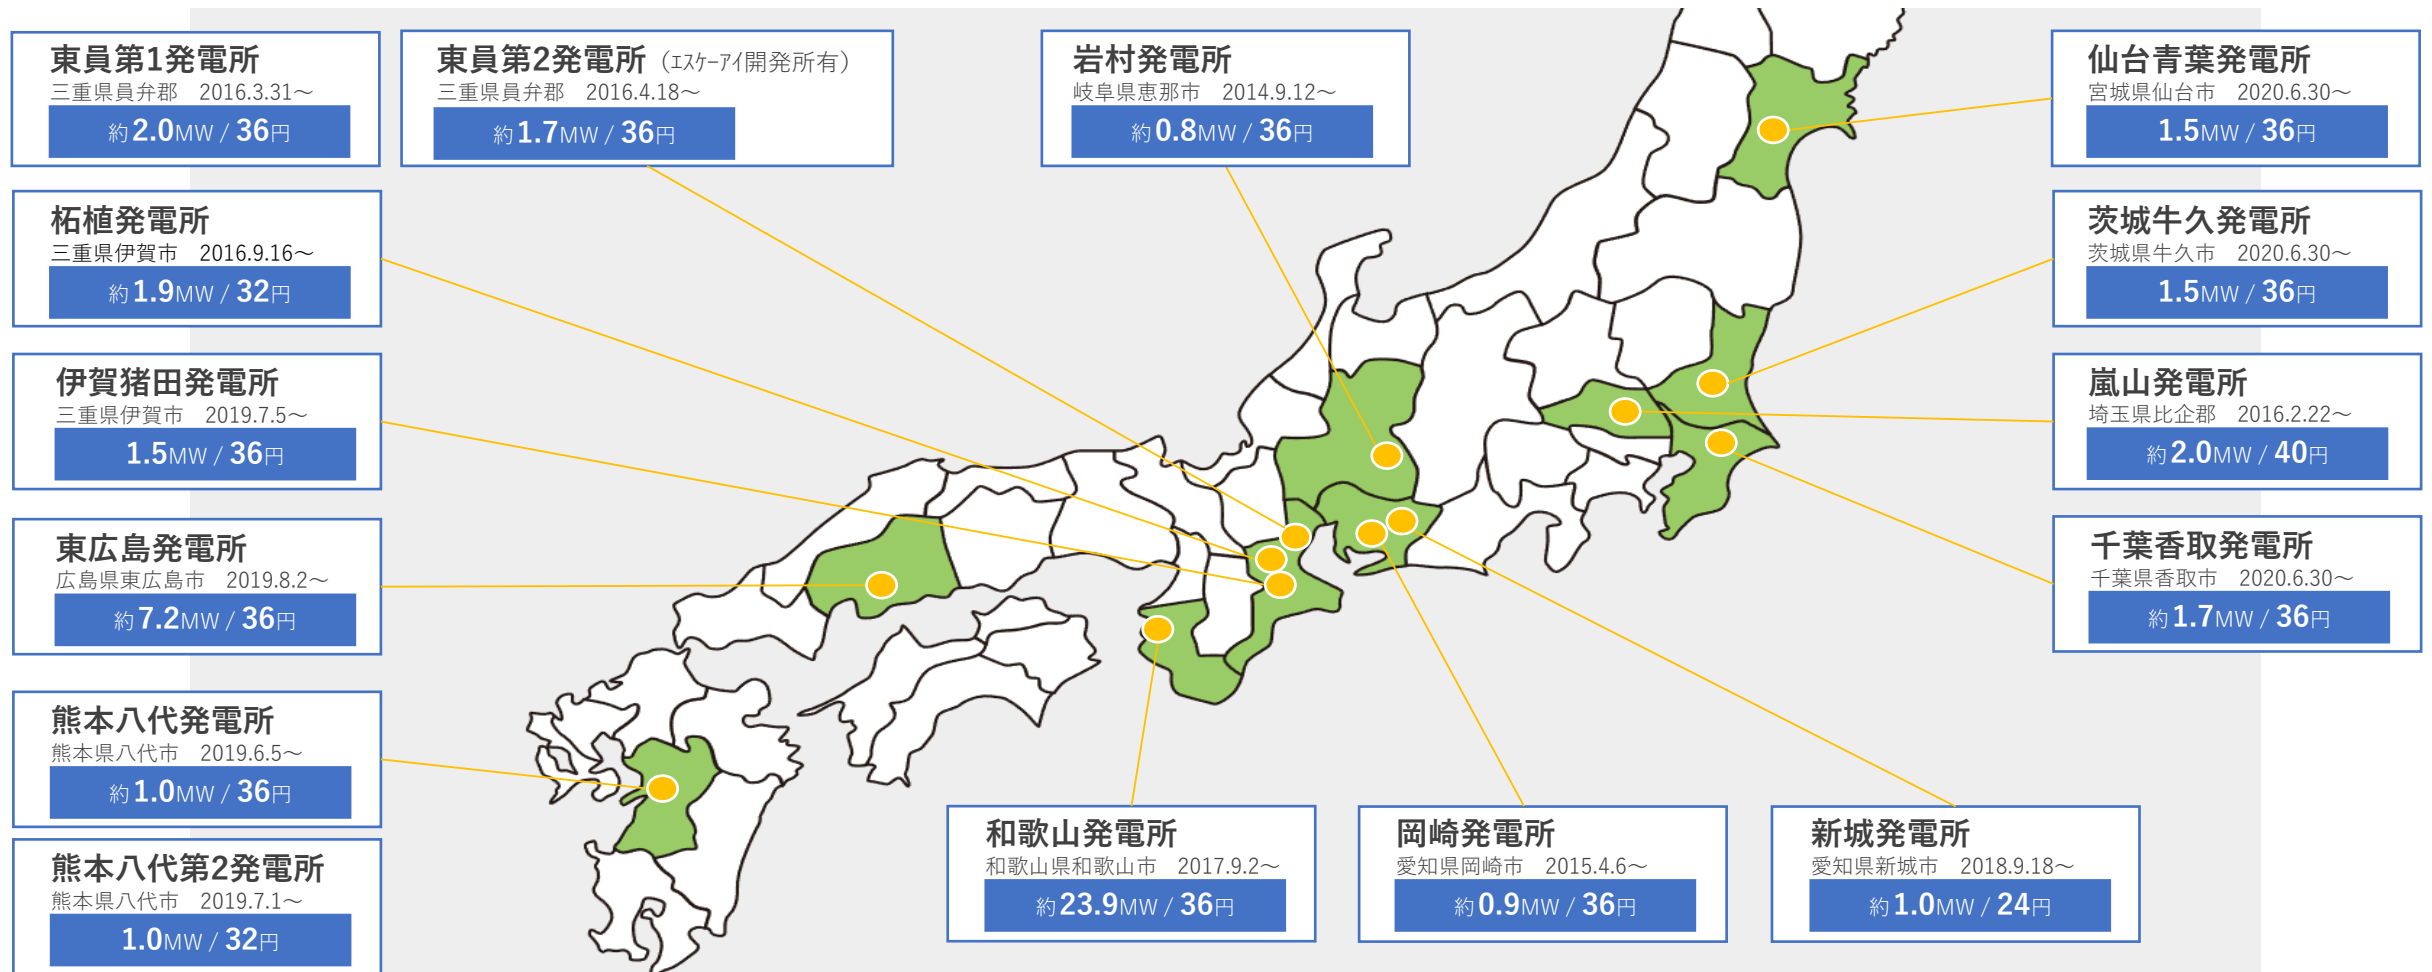 東員第1発電所
三重県員弁郡　2016.3.31～
約2.0MW / 36円
東員第2発電所（ｴｽｹｰｱｲ開発所有）
三重県員弁郡　2016.4.18～
約1.7MW / 36円
岩村発電所
岐阜県恵那市　2014.9.12～
約0.8MW / 36円
仙台青葉発電所
宮城県仙台市　2020.6.30～
1.5MW / 36円
柘植発電所
三重県伊賀市　2016.9.16～
約1.9MW / 32円
茨城牛久発電所
茨城県牛久市　2020.6.30～
1.5MW / 36円
伊賀猪田発電所
三重県伊賀市　2019.7.5～
1.5MW / 36円
嵐山発電所
埼玉県比企郡　2016.2.22～
約2.0MW / 40円
東広島発電所
広島県東広島市　2019.8.2～
約7.2MW / 36円
千葉香取発電所
千葉県香取市　2020.6.30～
約1.7MW / 36円
熊本八代発電所
熊本県八代市　2019.6.5～
約1.0MW / 36円
熊本八代第2発電所
熊本県八代市　2019.7.1～
1.0MW / 32円
和歌山発電所
和歌山県和歌山市　2017.9.2～
約23.9MW / 36円
岡崎発電所
愛知県岡崎市　2015.4.6～
約0.9MW / 36円
新城発電所
愛知県新城市　2018.9.18～
約1.0MW / 24円